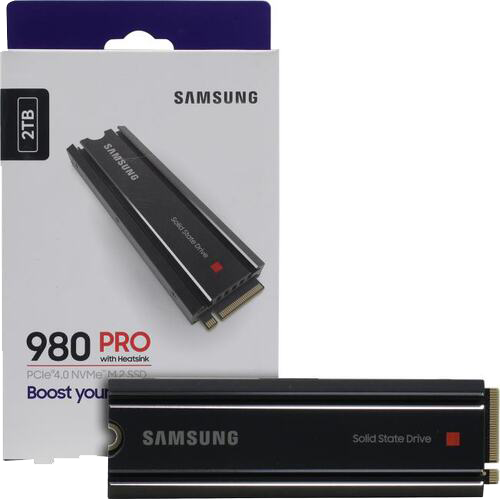 SAMSUNG
2TB
SAMSUNG
Solid State Drive
980 PRO
with Heatsink
PCIe® 4.0 NVMe™ M.2 SSD
Boost your
SAMSUNG
Solid State Drive